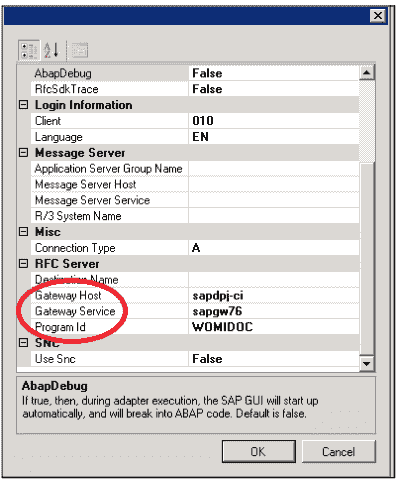 AbapDebug False
RfcSdkTrace False
Login Information
Client 010
Language EN
Message Server
Application Server Group Name
Message Server Host
Message Server Service
R/3 System Name
Misc
Connection Type A
RFC Server
Destination Name
Gateway Host sapdpj-ci
Gateway Service sapgw76
Program Id WOMIDOC
SNC
Use Snc False
AbapDebug
If true, then, during adapter execution, the SAP GUI will start up
automatically, and will break into ABAP code. Default is false.
OK Cancel